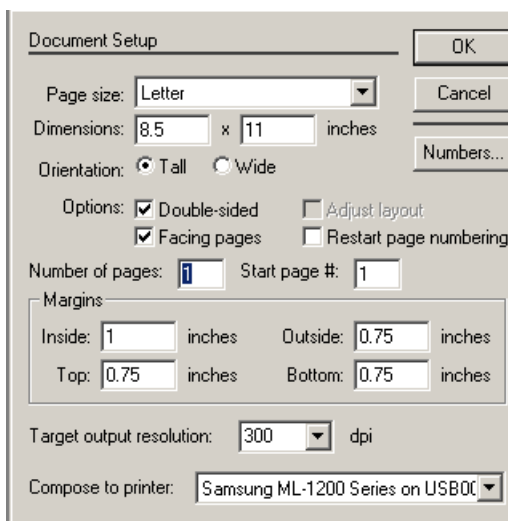 Document Setup
OK
Page size: Letter
Cancel
Dimensions: 8.5 x 11 inches
Numbers...
Orientation: Tall Wide
Options: Double-sided Adjust layout
Facing pages Restart page numbering
Number of pages: 1 Start page #: 1
Margins
Inside: 1 inches Outside: 0.75 inches
Top: 0.75 inches Bottom: 0.75 inches
Target output resolution: 300 dpi
Compose to printer: Samsung ML-1200 Series on USB00